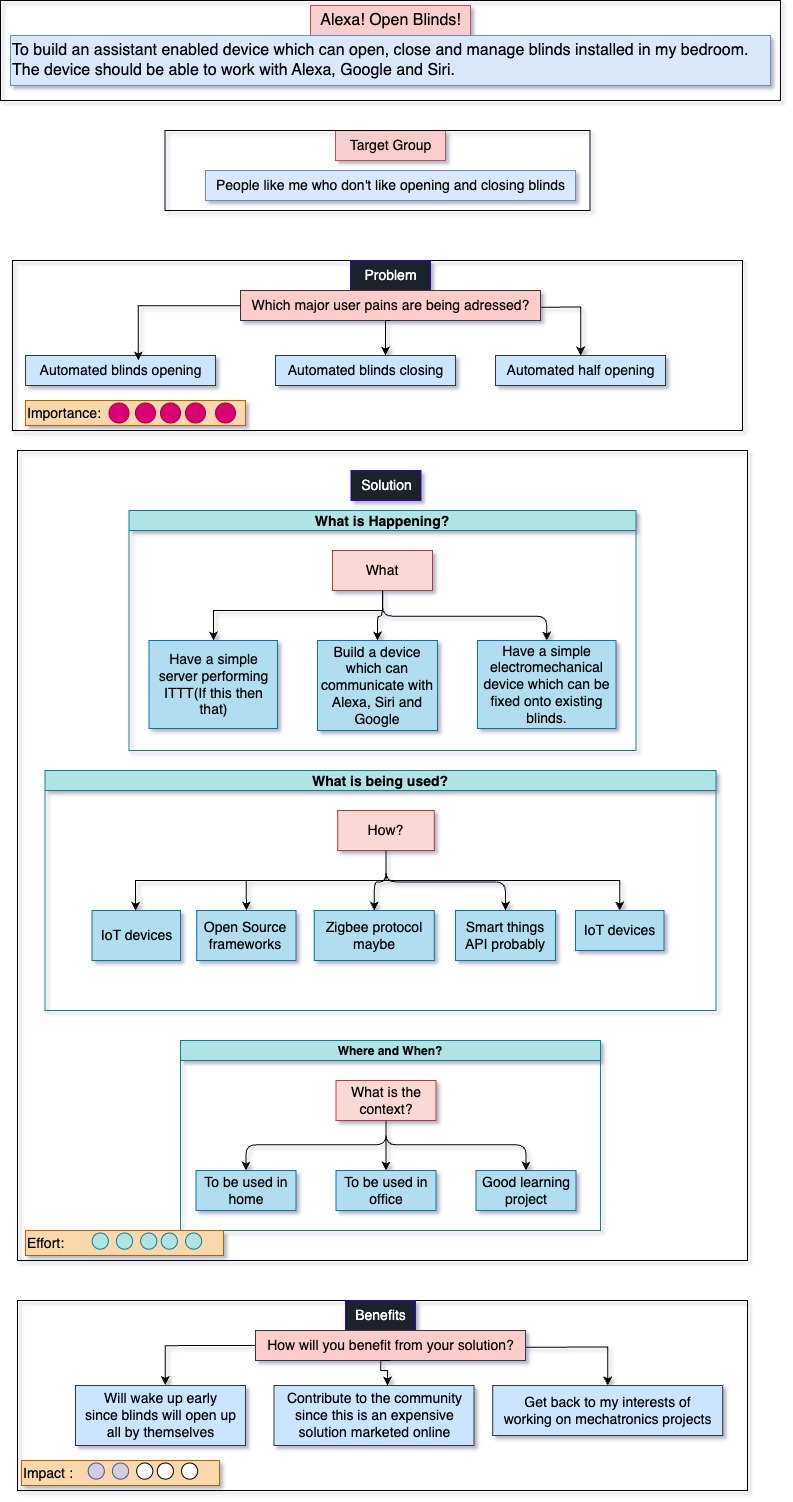 Alexa! Open Blinds!
To build an assistant enabled device which can open, close and manage blinds installed in my bedroom.
The device should be able to work with Alexa, Google and Siri.
Target Group
People like me who don't like opening and closing blinds
Problem
Which major user pains are being adressed?
Automated blinds opening
Automated blinds closing
Automated half opening
Importance:
Solution
What is Happening?
What
Have a simple
server performing
ITTT(If this then
that)
Build a device
which can
communicate with
Alexa, Siri and
Google
Have a simple
electromechanical
device which can be
fixed onto existing
blinds.
What is being used?
How?
IoT devices
Open Source
frameworks
Zigbee protocol
maybe
Smart things
API probably
IoT devices
Where and When?
What is the
context?
To be used in
home
To be used in
office
Good learning
project
Effort:
Benefits
How will you benefit from your solution?
Will wake up early
since blinds will open up
all by themselves
Contribute to the community
since this is an expensive
solution marketed online
Get back to my interests of
working on mechatronics projects
Impact :